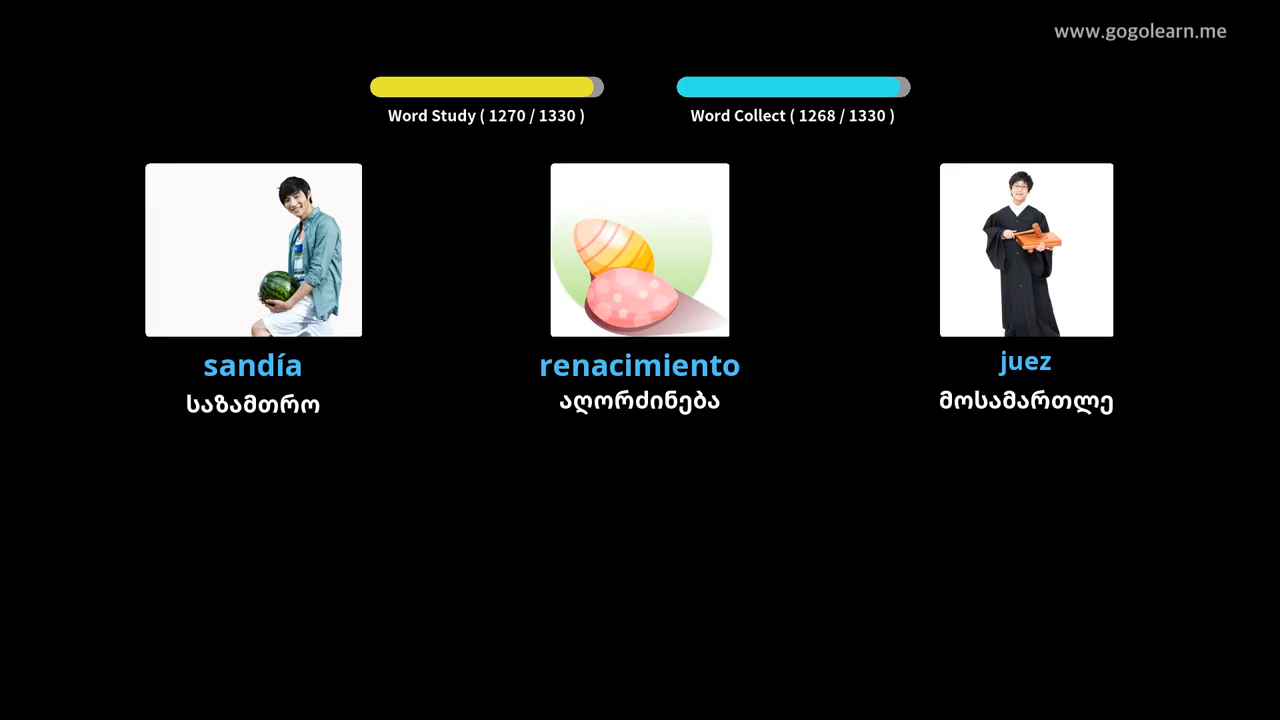 www.gogolearn.me
Word Study ( 1270 / 1330 )
Word Collect ( 1268 / 1330 )
sandía
renacimiento
juez
საზამთრო
აღორძინება
მოსამართლე